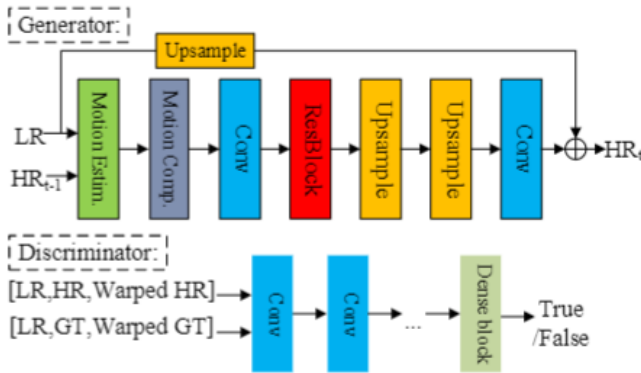 Generator:
Upsample
LR
HRt-1
Motion Estim.
Motion Comp.
Conv
ResBlock
Upsample
Upsample
Conv
HRt
Discriminator:
[LR,HR,Warped HR]
[LR,GT,Warped GT]
Conv
Conv
...
Dense block
True
/False